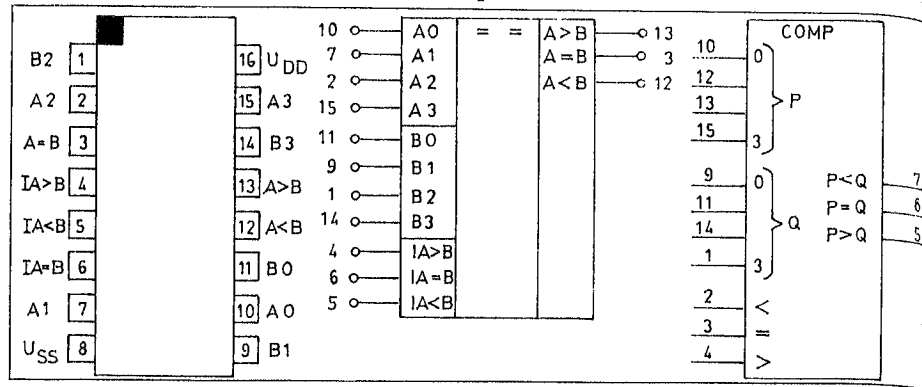 B2 1 16 U_DD
A2 2 15 A3
A=B 3 14 B3
IA>B 4 13 A>B
IA<B 5 12 A<B
IA=B 6 11 B0
A1 7 10 A0
U_SS 8 9 B1
10 A0 = = A>B 13
7 A1 A=B 3
2 A2 A<B 12
15 A3
11 B0
9 B1
1 B2
14 B3
4 IA>B
6 IA=B
5 IA<B
COMP
10 0
12
13 P
15 3
9 0 P<Q 7
11 P=Q 6
14 Q P>Q 5
1 3
2 <
3 =
4 >